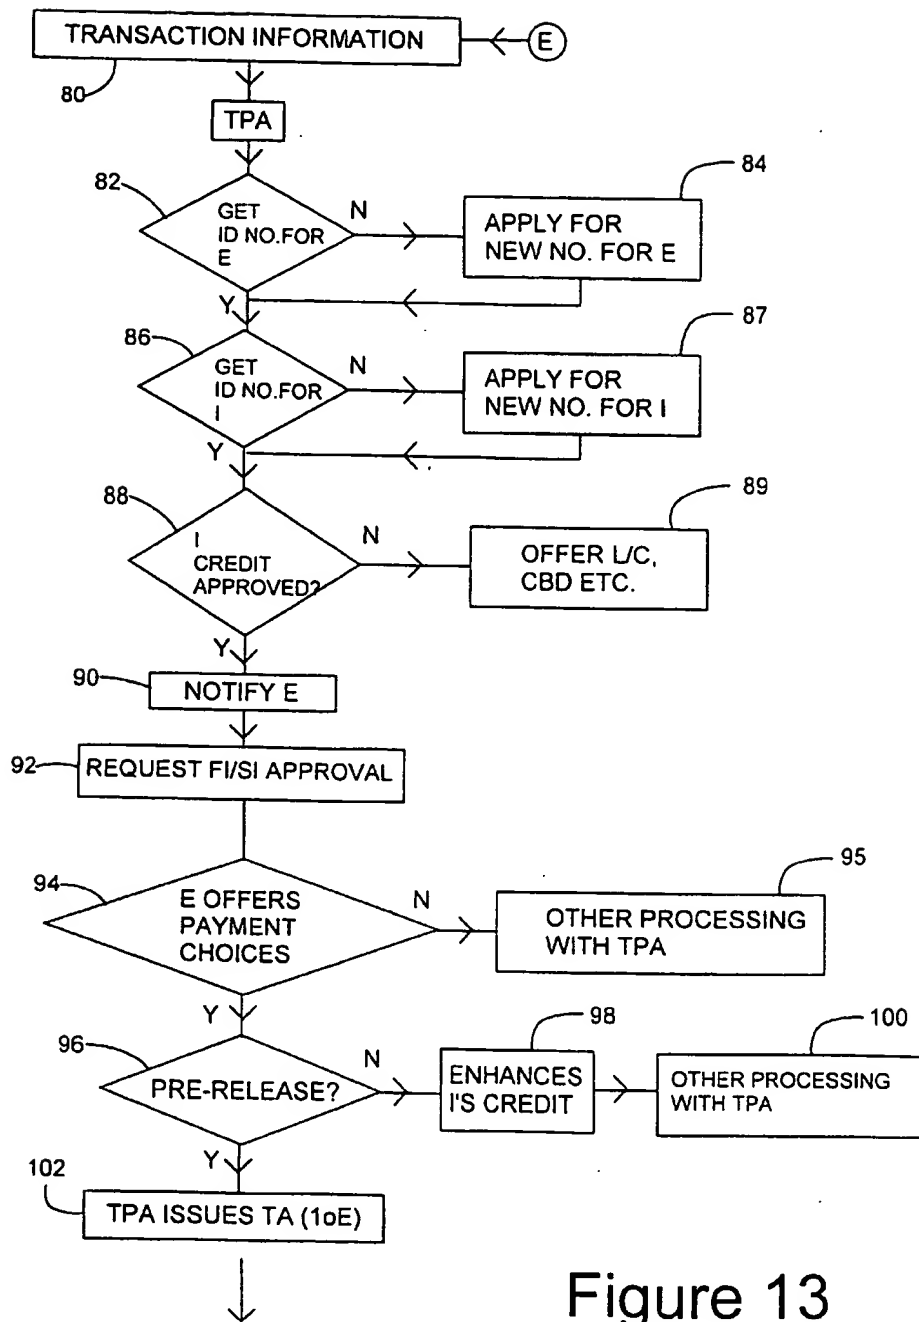 TRANSACTION INFORMATION
E
80
TPA
82
GET
ID NO.FOR
E
N
84
APPLY FOR
NEW NO. FOR E
Y
86
GET
ID NO.FOR
I
N
87
APPLY FOR
NEW NO. FOR I
Y
88
I
CREDIT
APPROVED?
N
89
OFFER L/C,
CBD ETC.
Y
90
NOTIFY E
92
REQUEST FI/SI APPROVAL
94
E OFFERS
PAYMENT
CHOICES
N
95
OTHER PROCESSING
WITH TPA
Y
96
PRE-RELEASE?
N
98
ENHANCES
I'S CREDIT
100
OTHER PROCESSING
WITH TPA
Y
102
TPA ISSUES TA (1oE)
Figure 13